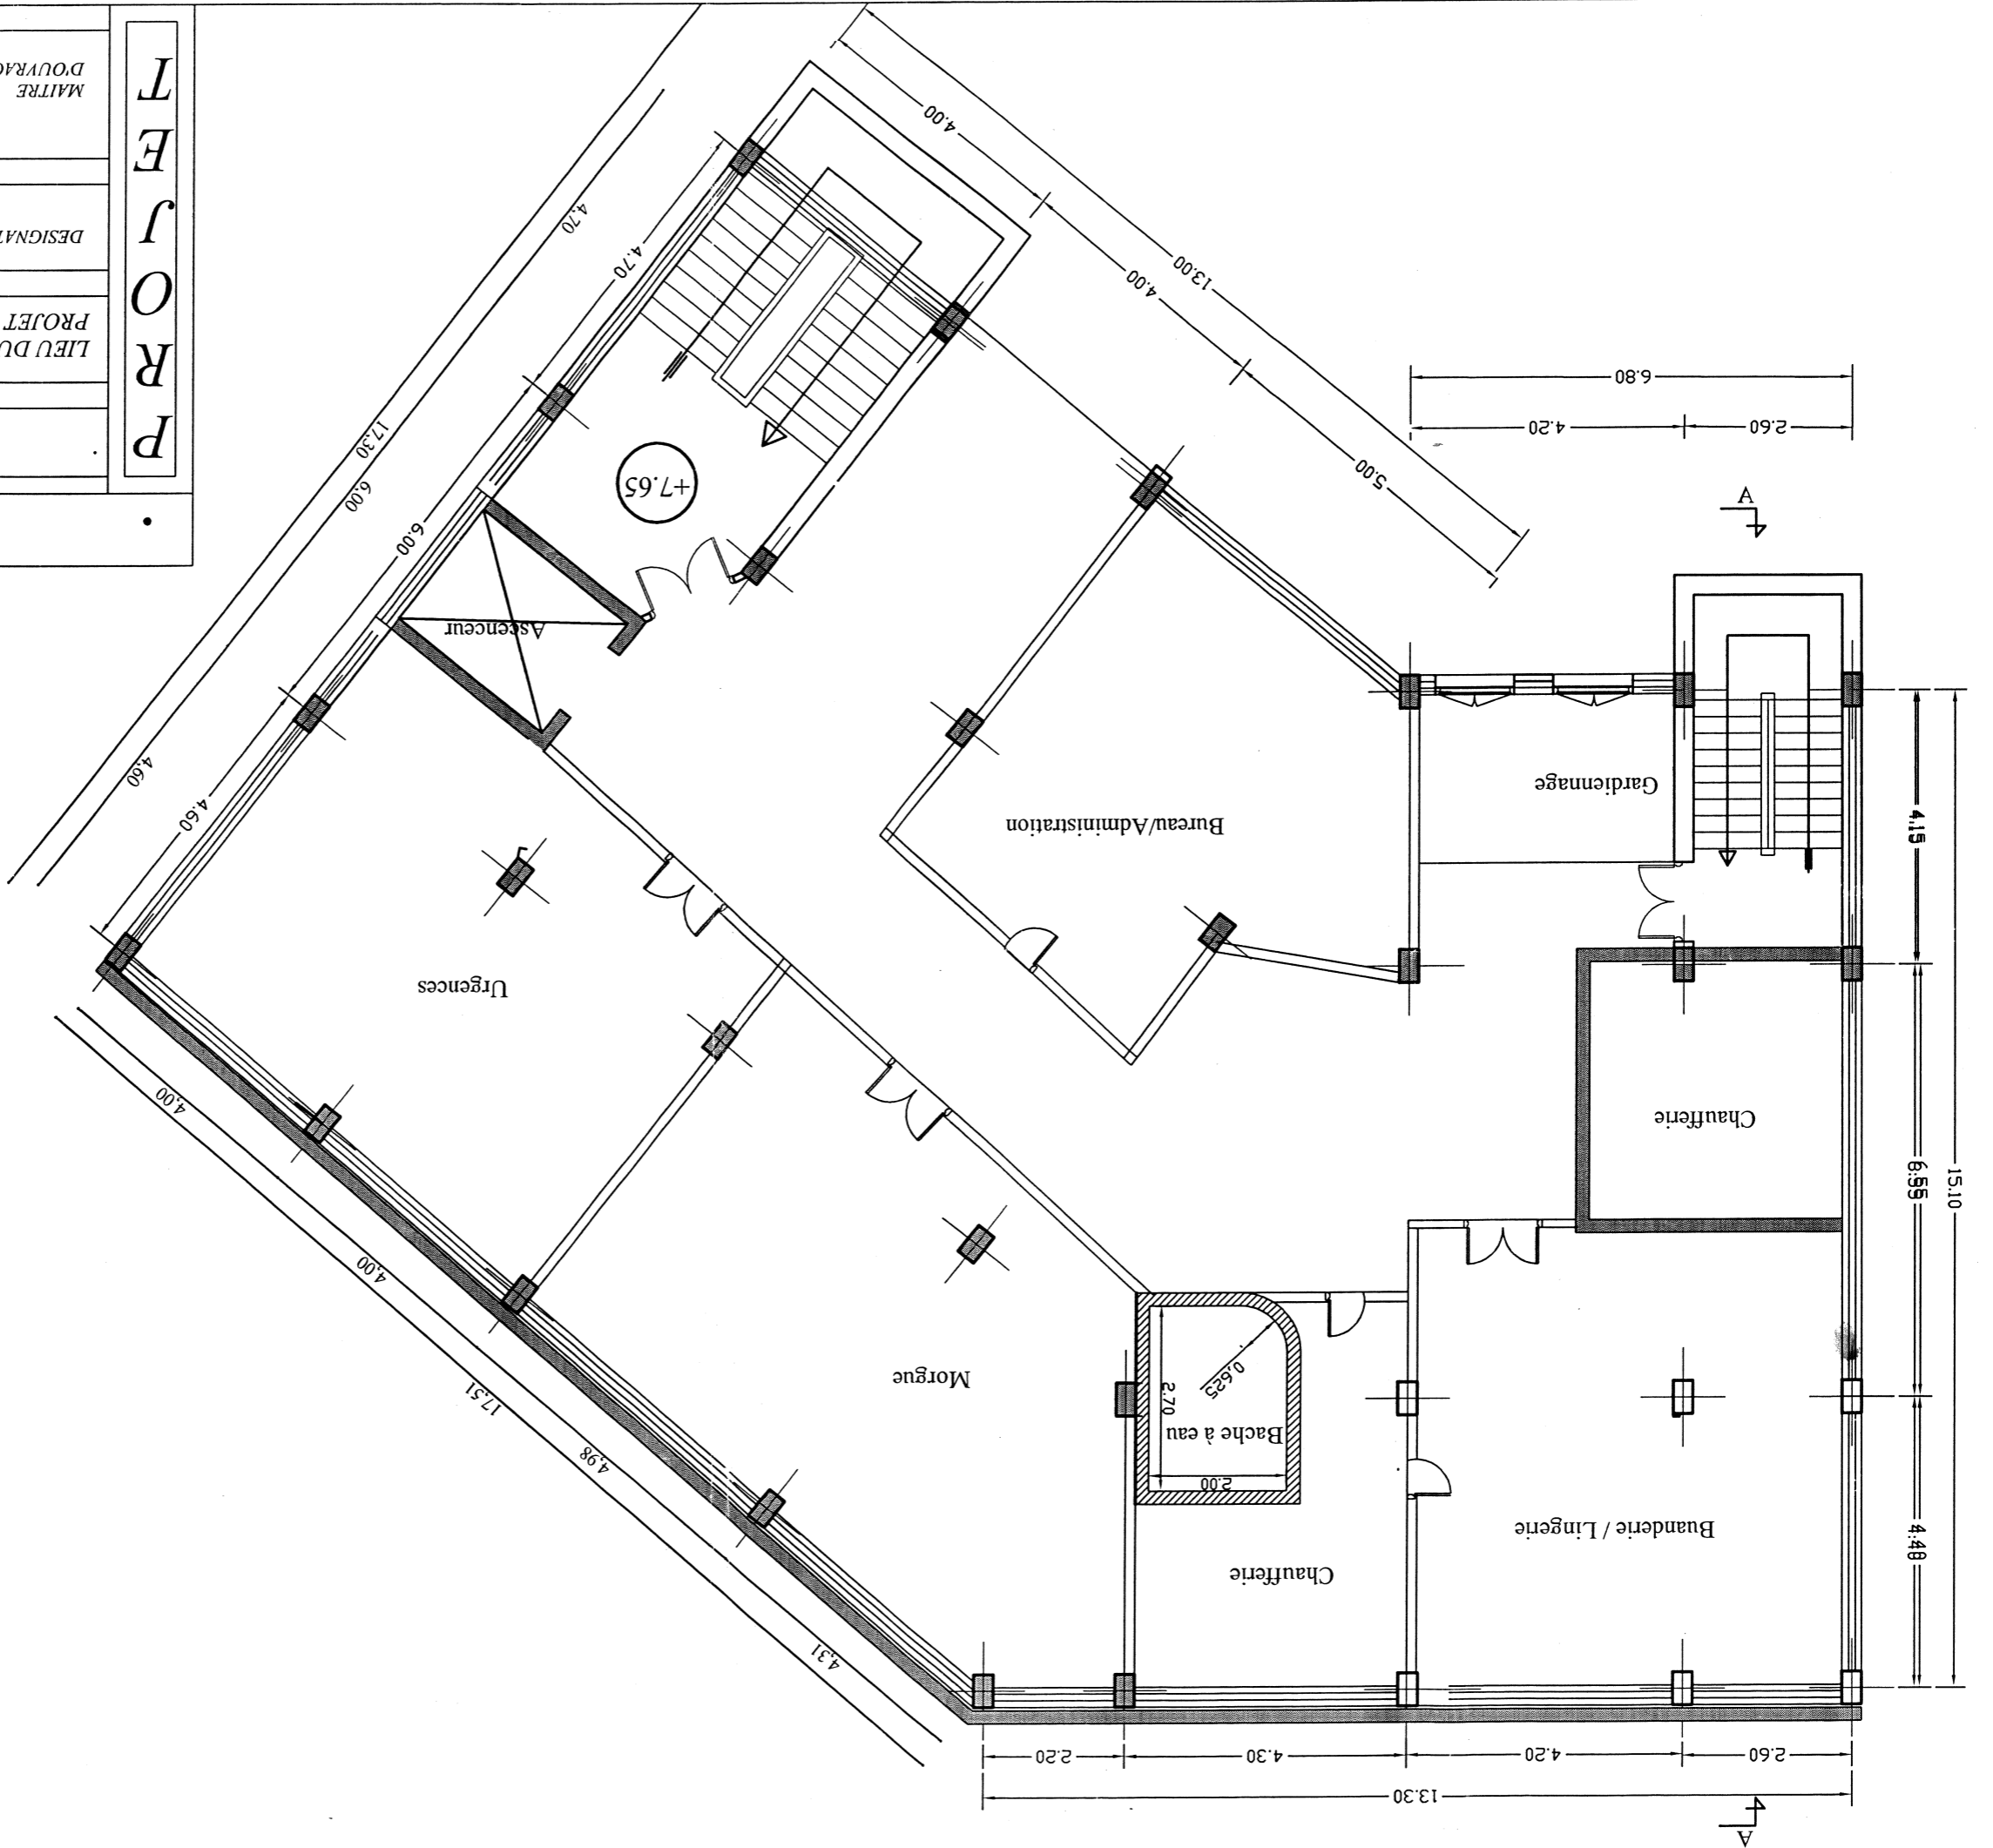 A
13.30
2.60
4.20
4.30
2.20
4,31
4,98
17,51
4,00
4,00
Chaufferie
Buanderie / Lingerie
2.00
Bache à eau
2.70
0,625
Morgue
4.48
6.55
15.10
4.15
Chaufferie
Urgences
Bureau/Administration
Gardiennage
4.60
4,60
Ascenceur
6.00
6,00
17,30
+7.65
4.70
4,70
A
2.60
4.20
6.80
5.00
4.00
13.00
4.00
PROJET
LIEU DU
PROJET
MAITRE